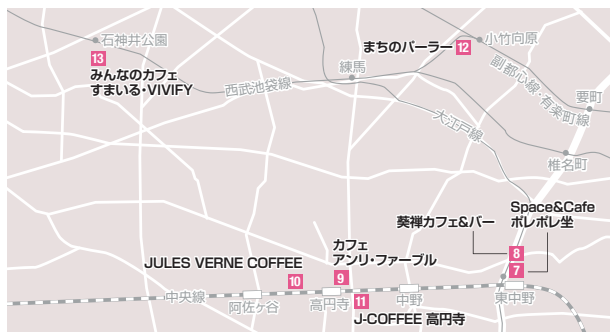 石神井公園
13
みんなのカフェ
すまいる・VIVIFY
西武池袋線
練馬
まちのパーラー
12
小竹向原
副都心線・有楽町線
要町
大江戸線
椎名町
Space&Cafe
ポレポレ坐
葵禅カフェ&バー
8
7
東中野
カフェ
アンリ・ファーブル
9
JULES VERNE COFFEE
10
中央線
阿佐ヶ谷
高円寺
11
J-COFFEE 高円寺
中野